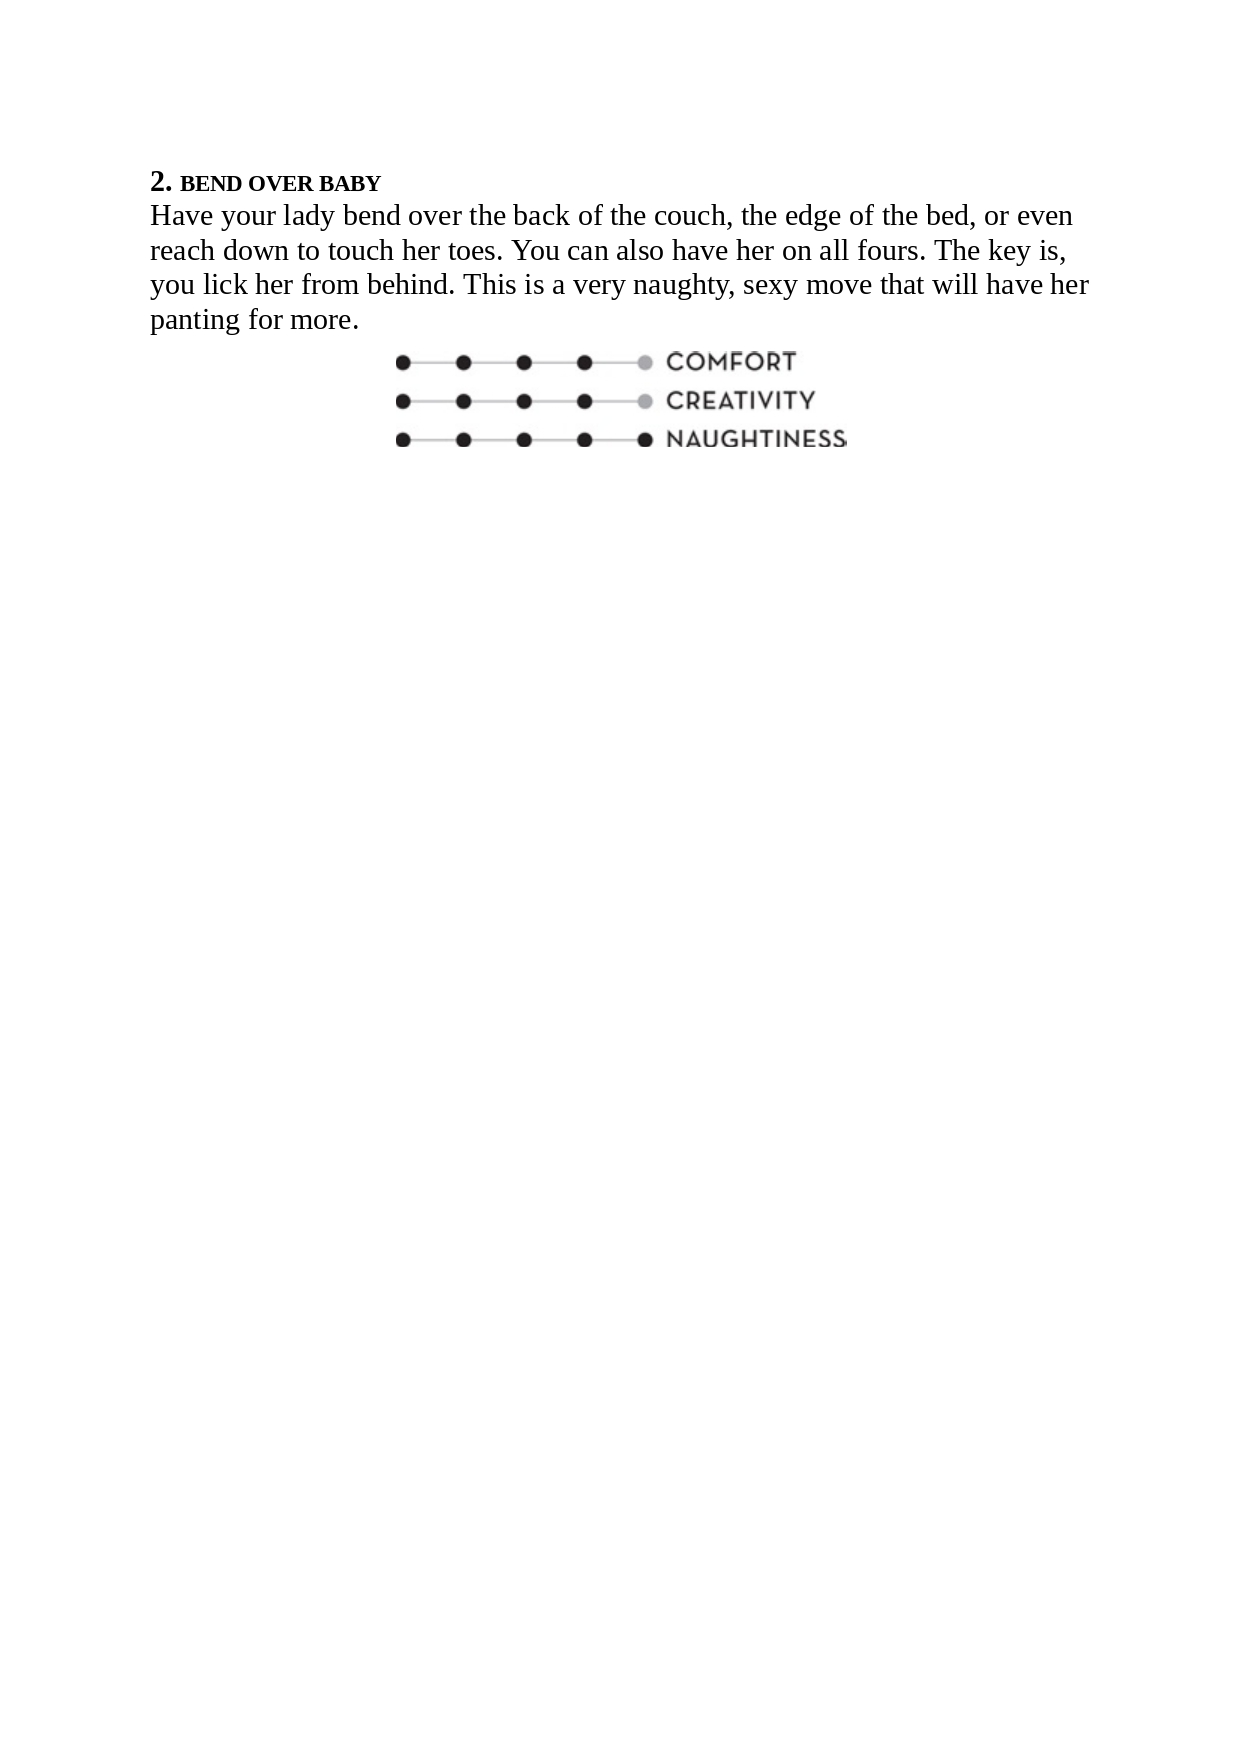 2. BEND OVER BABY
Have your lady bend over the back of the couch, the edge of the bed, or even
reach down to touch her toes. You can also have her on all fours. The key is,
you lick her from behind. This is a very naughty, sexy move that will have her
panting for more.
COMFORT
CREATIVITY
NAUGHTINESS